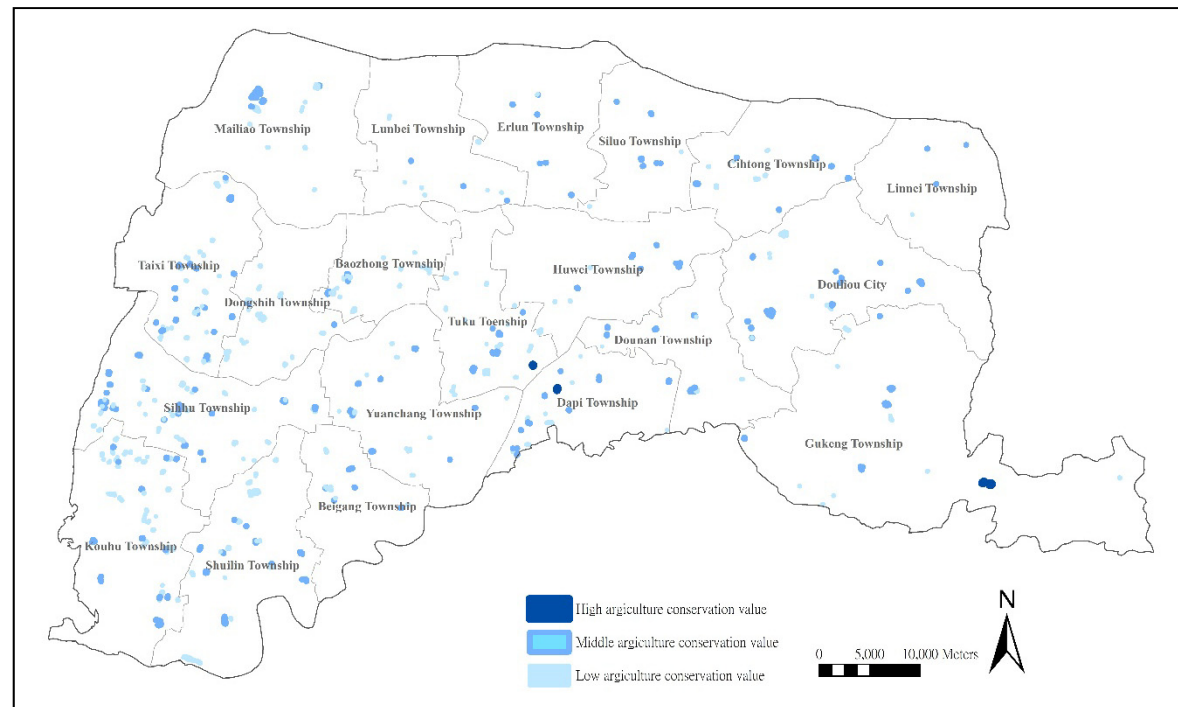 Mailiao Township
Lunbei Township
Erlun Township
Siluo Township
Cihtong Township
Linnei Township
Taixi Township
Baozhong Township
Huwei Township
Dongshih Township
Douliou City
Tuku Toenship
Dounan Township
Sihhu Township
Yuanchang Township
Dapi Township
Gukeng Township
Beigang Township
Kouhu Township
Shuilin Township
High argiculture conservation value
Middle argiculture conservation value
Low argiculture conservation value
N
0 5,000 10,000 Meters